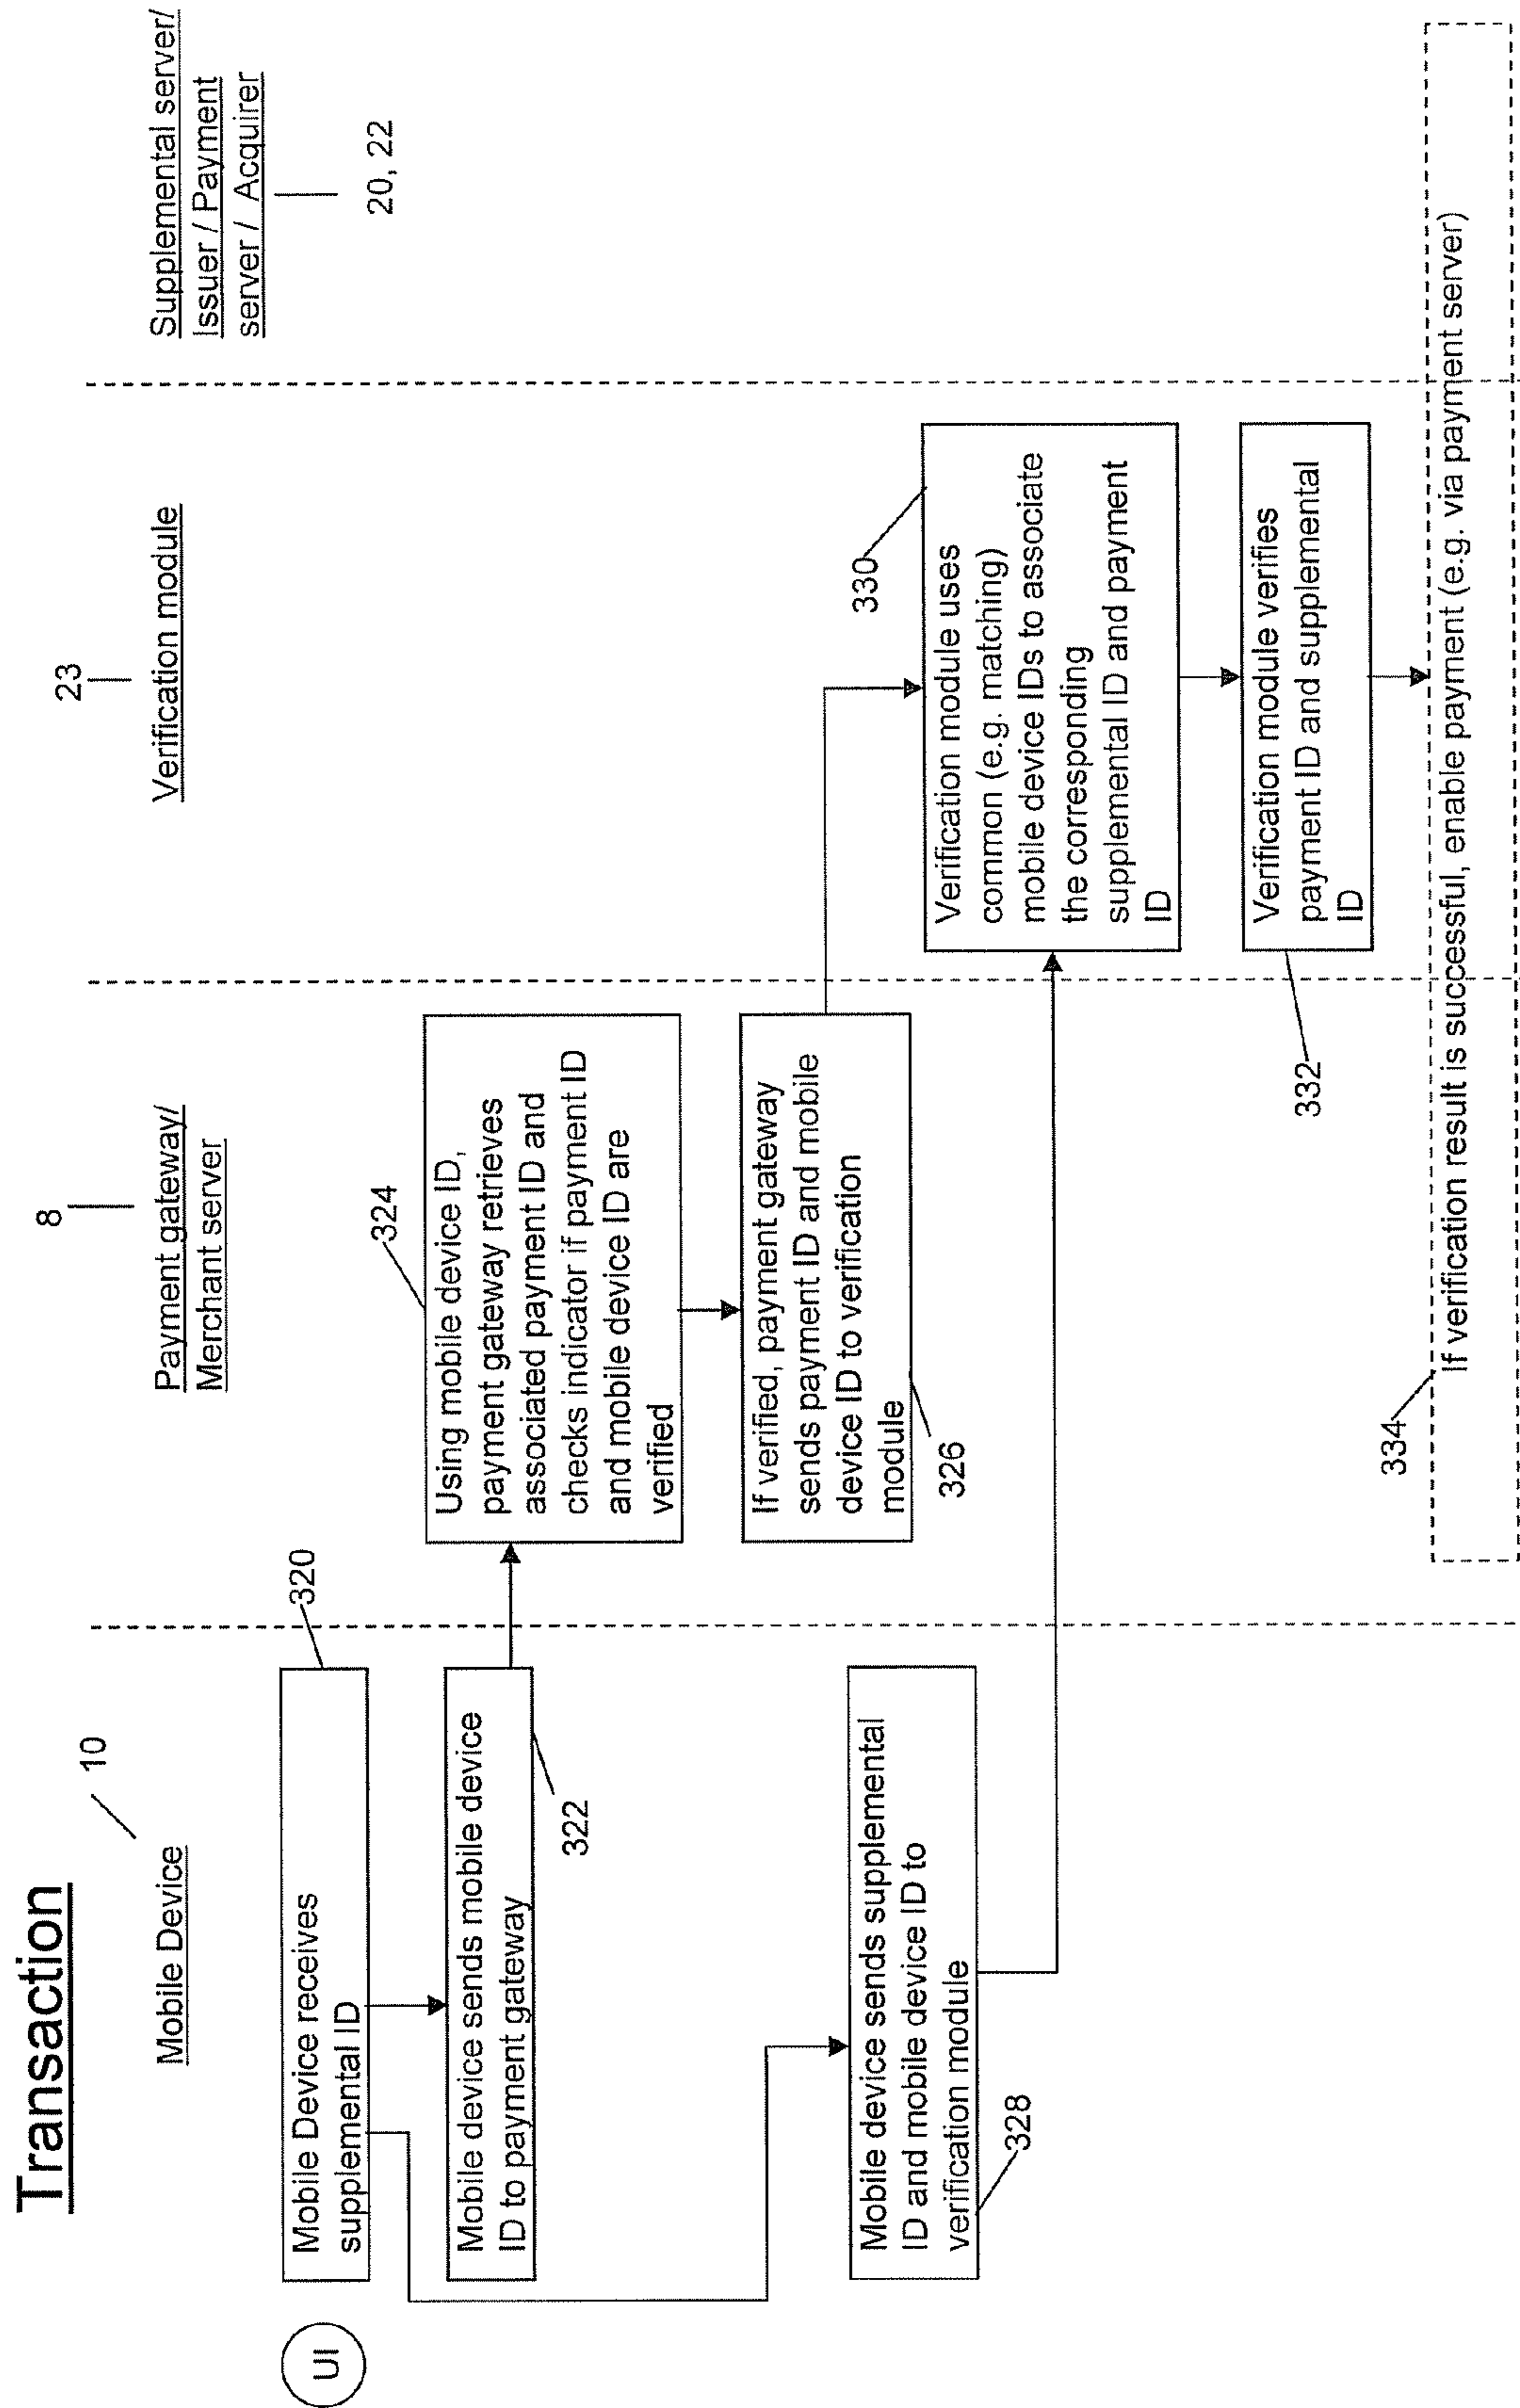 Transaction
10
Mobile Device
8
Payment gateway/
Merchant server
23
Verification module
Supplemental server/
Issuer / Payment
server / Acquirer
20, 22
UI
Mobile Device receives
supplemental ID
320
Mobile device sends mobile device
ID to payment gateway
322
Using mobile device ID,
payment gateway retrieves
associated payment ID and
checks indicator if payment ID
and mobile device ID are
verified
324
If verified, payment gateway
sends payment ID and mobile
device ID to verification
module
326
Mobile device sends supplemental
ID and mobile device ID to
verification module
328
Verification module uses
common (e.g. matching)
mobile device IDs to associate
the corresponding
supplemental ID and payment
ID
330
Verification module verifies
payment ID and supplemental
ID
332
If verification result is successful, enable payment (e.g. via payment server)
334